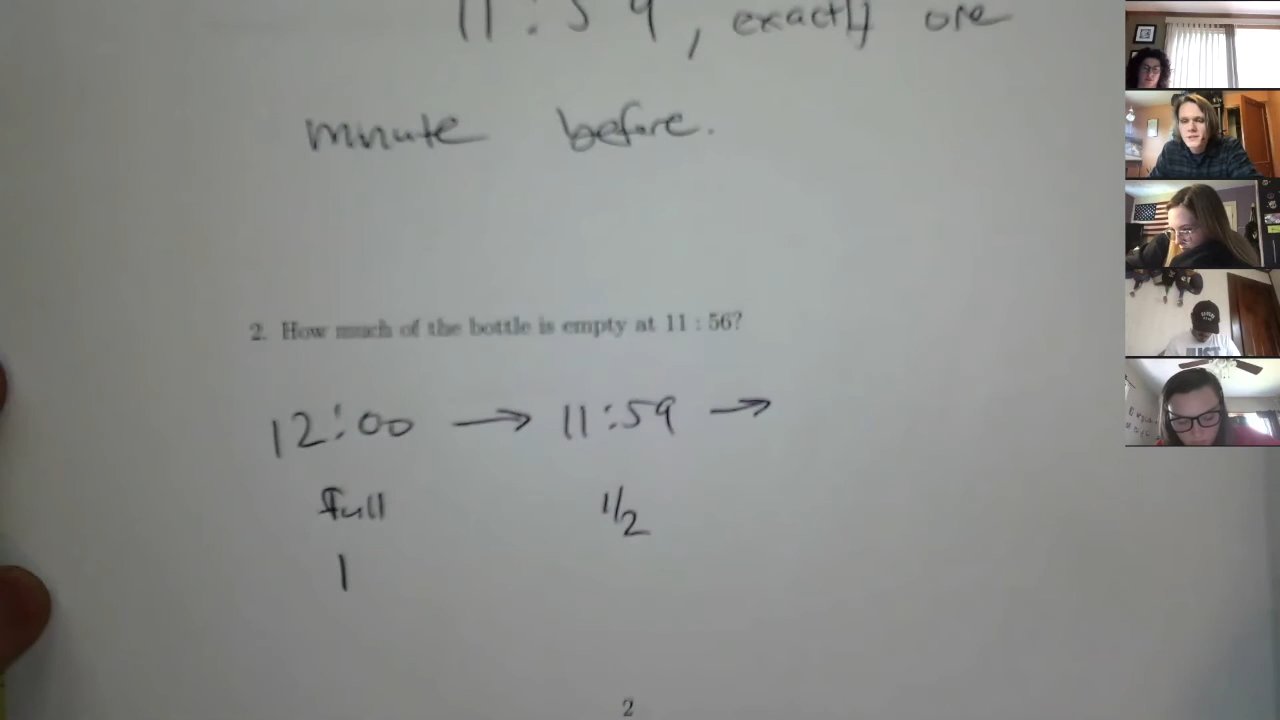 11:59, exactly one
minute before.
2. How much of the bottle is empty at 11 : 56?
12:00 → 11:59 →
full 1/2
1
2